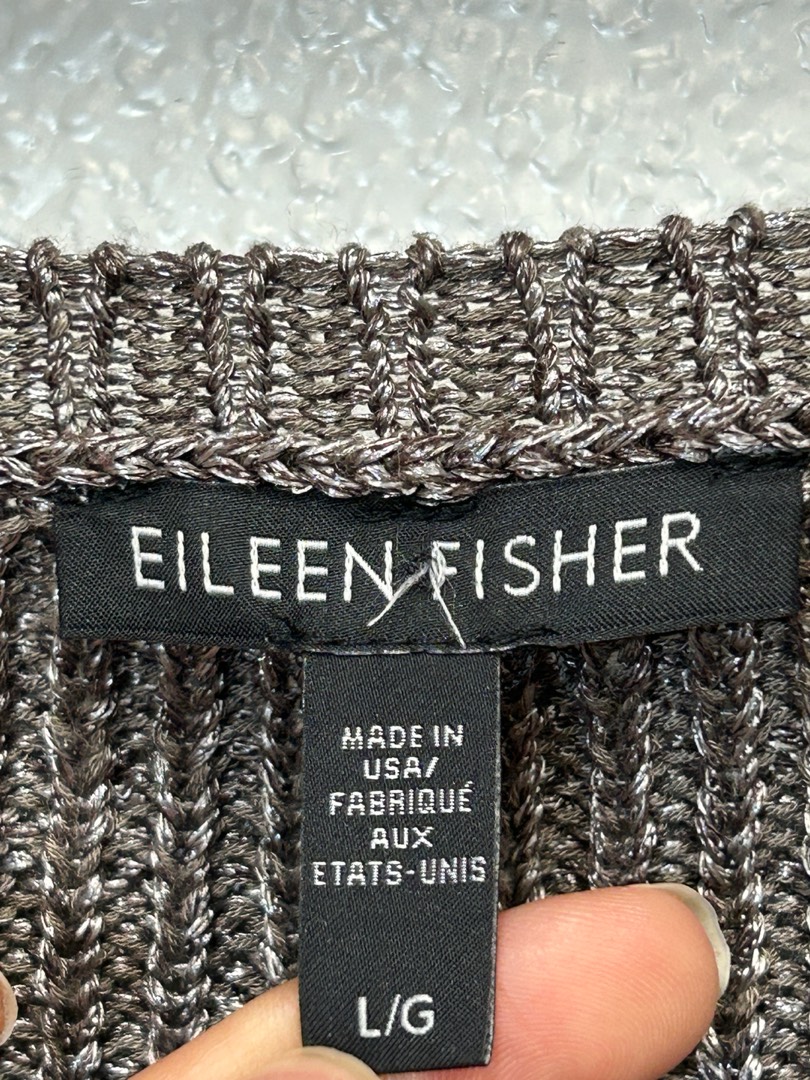 EILEEN FISHER
MADE IN
USA/
FABRIQUÉ
AUX
ETATS-UNIS
L/G